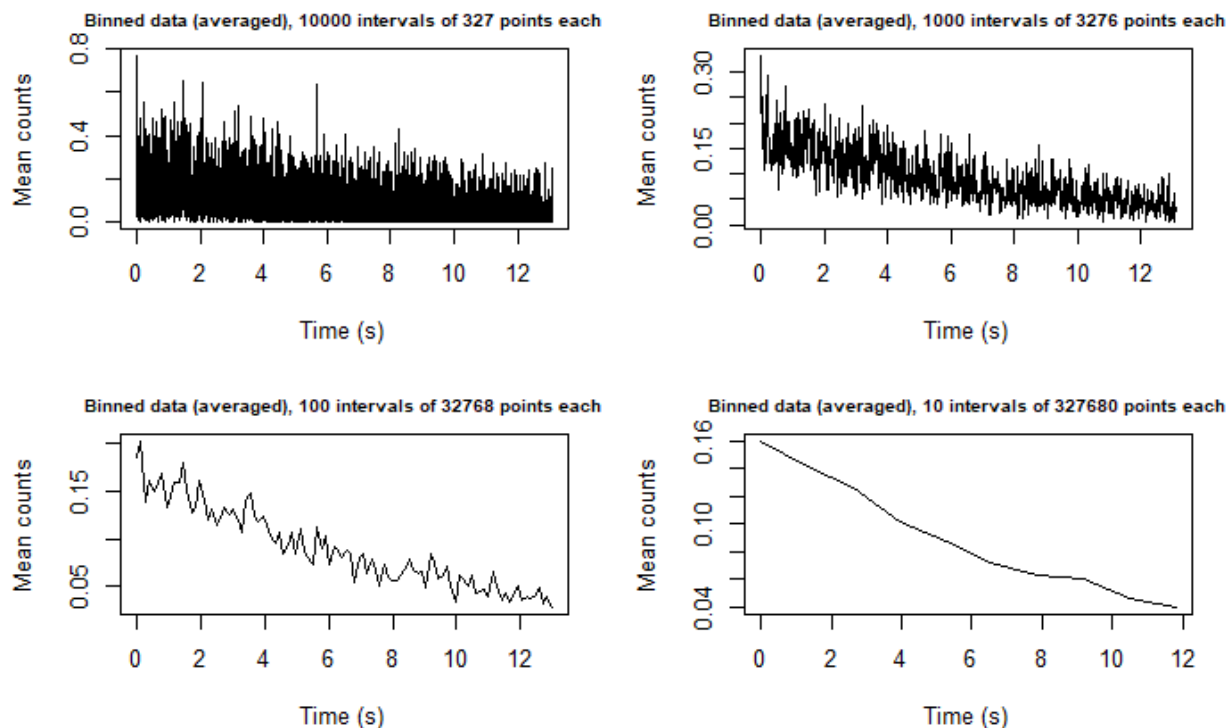 Binned data (averaged), 10000 intervals of 327 points each
Mean counts
0.0 0.4 0.8
0 2 4 6 8 10 12
Time (s)
Binned data (averaged), 1000 intervals of 3276 points each
Mean counts
0.00 0.15 0.30
0 2 4 6 8 10 12
Time (s)
Binned data (averaged), 100 intervals of 32768 points each
Mean counts
0.05 0.15
0 2 4 6 8 10 12
Time (s)
Binned data (averaged), 10 intervals of 327680 points each
Mean counts
0.04 0.10 0.16
0 2 4 6 8 10 12
Time (s)